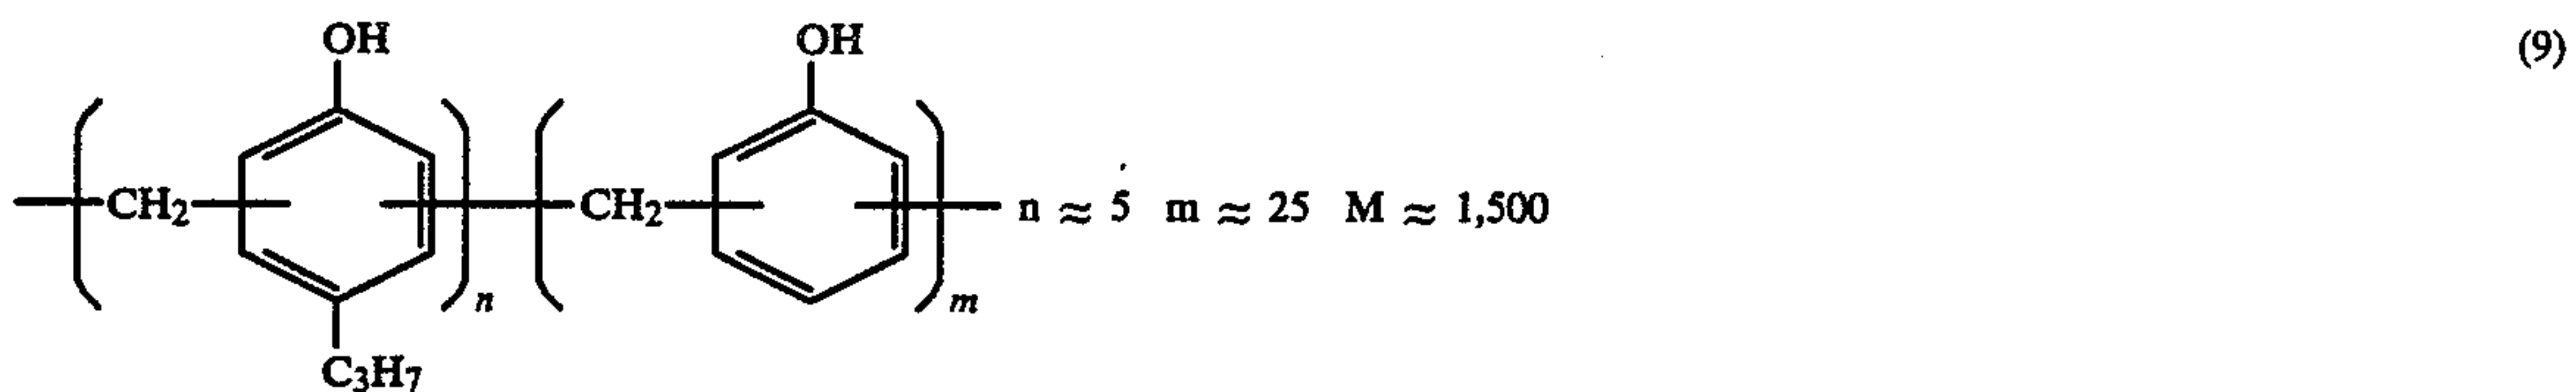 OH OH (9)
CH₂ CH₂ n ≈ 5 m ≈ 25 M ≈ 1,500
n m
C₃H₇